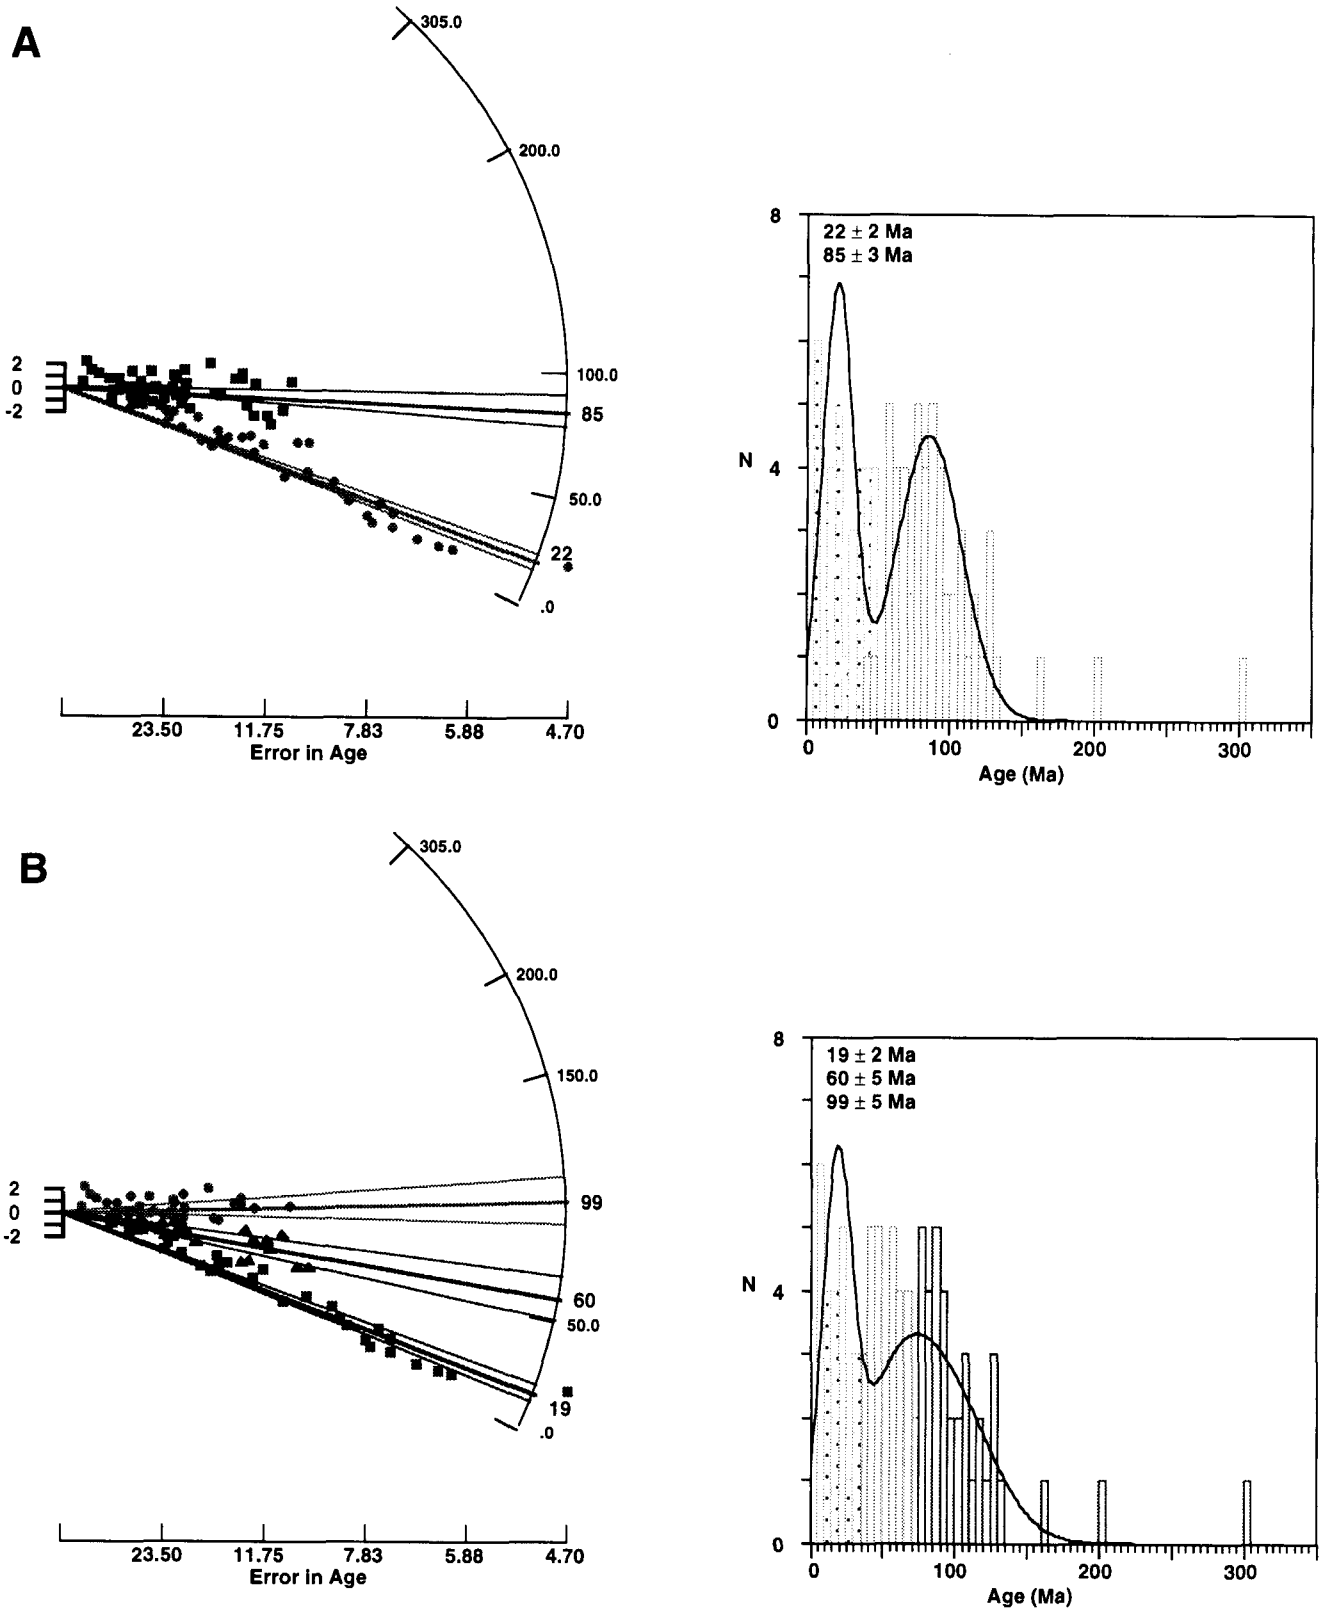 A
305.0
200.0
100.0
85
50.0
22
.0
2
0
-2
23.50 11.75 7.83 5.88 4.70
Error in Age
8
22 ± 2 Ma
85 ± 3 Ma
N
4
0
0 100 200 300
Age (Ma)
B
305.0
200.0
150.0
99
60
50.0
19
.0
2
0
-2
23.50 11.75 7.83 5.88 4.70
Error in Age
8
19 ± 2 Ma
60 ± 5 Ma
99 ± 5 Ma
N
4
0
0 100 200 300
Age (Ma)